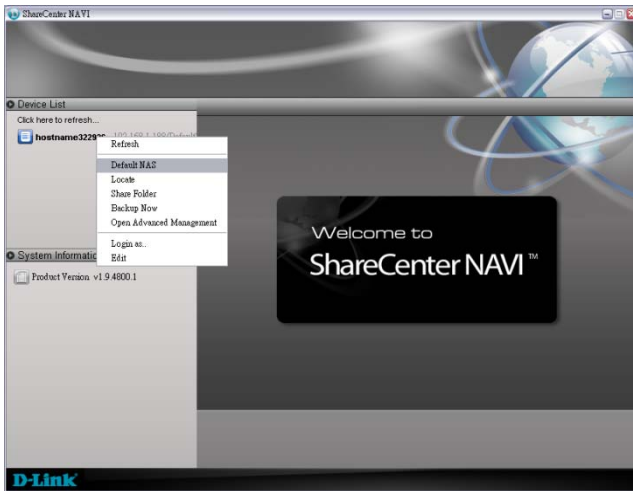 ShareCenter NAVI
Device List
Click here to refresh...
Refresh
Default NAS
Locate
Share Folder
Backup Now
Open Advanced Management
Login as..
Edit
System Informatio
Product Version v1.9.4800.1
Welcome to
ShareCenter NAVI™
D-Link